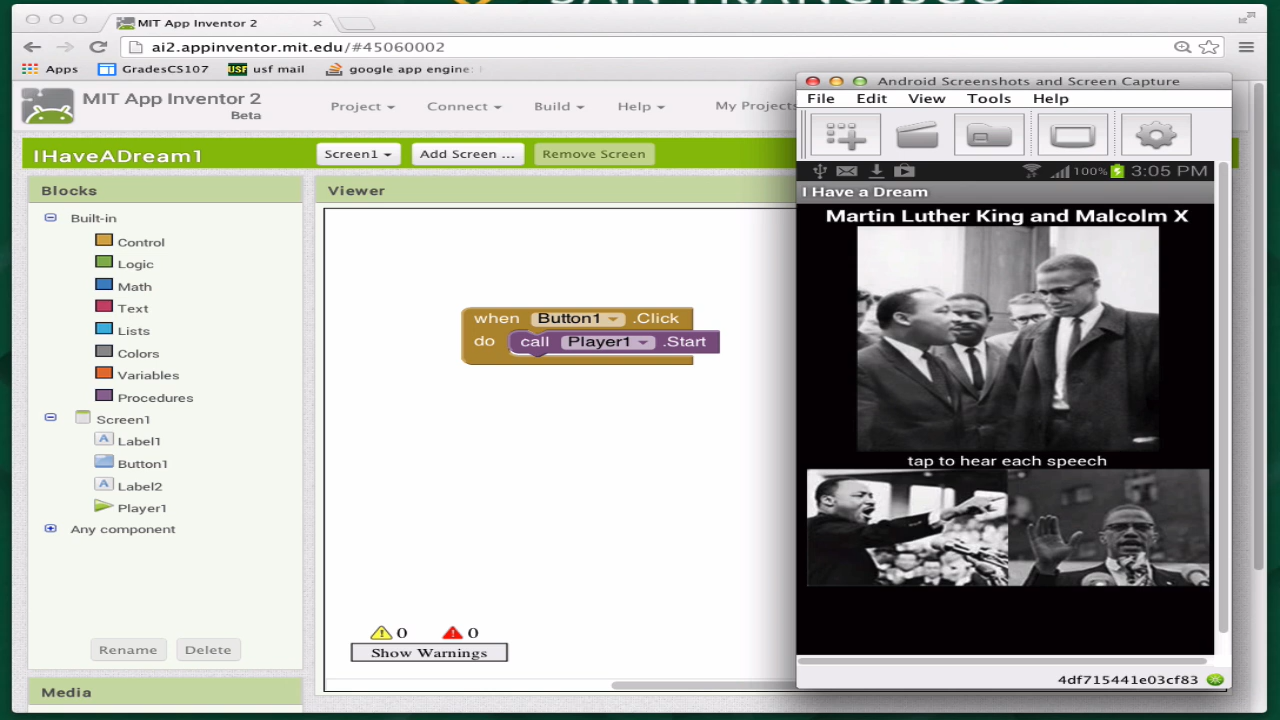 SAN FRANCISCO
MIT App Inventor 2
ai2.appinventor.mit.edu/#45060002
Apps GradesCS107 USF usf mail google app engine:
MIT App Inventor 2
Beta
Project Connect Build Help My Projects
IHaveADream1 Screen1 Add Screen ... Remove Screen
Blocks
Built-in
Control
Logic
Math
Text
Lists
Colors
Variables
Procedures
Screen1
A Label1
Button1
A Label2
Player1
Any component
Rename Delete
Media
Viewer
when Button1 .Click
do call Player1 .Start
0 0
Show Warnings
Android Screenshots and Screen Capture
File Edit View Tools Help
100% 3:05 PM
I Have a Dream
Martin Luther King and Malcolm X
tap to hear each speech
4df715441e03cf83